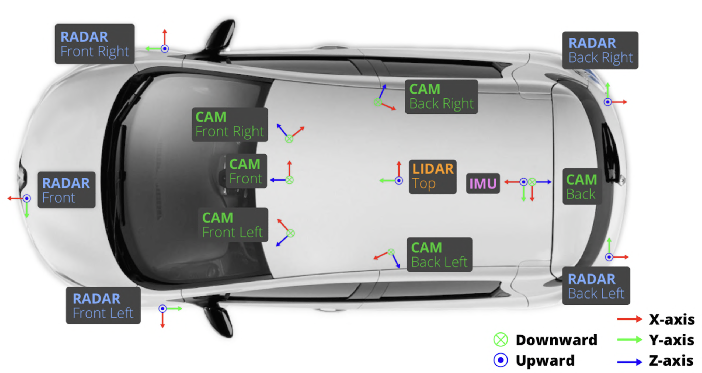 RADAR
Front Right
RADAR
Back Right
CAM
Back Right
CAM
Front Right
CAM
Front
LIDAR
Top
RADAR
Front
IMU
CAM
Back
CAM
Front Left
CAM
Back Left
RADAR
Front Left
RADAR
Back Left
X-axis
Downward
Y-axis
Upward
Z-axis